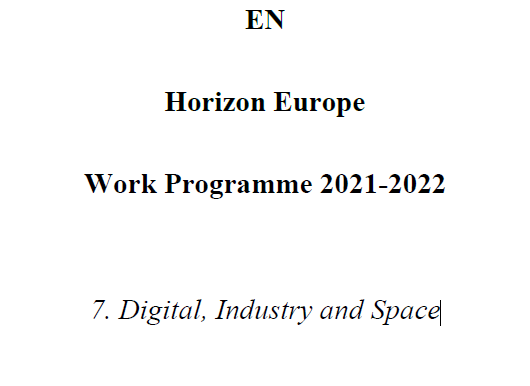 EN
Horizon Europe
Work Programme 2021-2022
7. Digital, Industry and Space